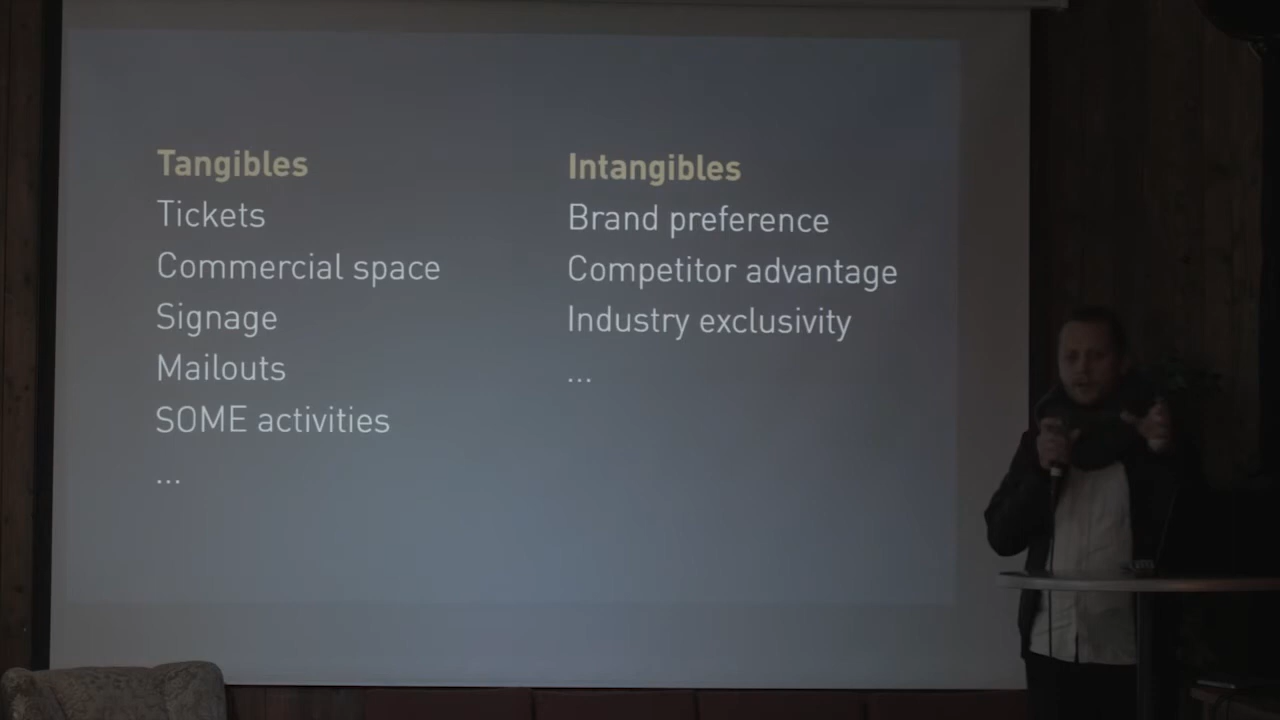 Tangibles
Tickets
Commercial space
Signage
Mailouts
SOME activities
...
Intangibles
Brand preference
Competitor advantage
Industry exclusivity
...